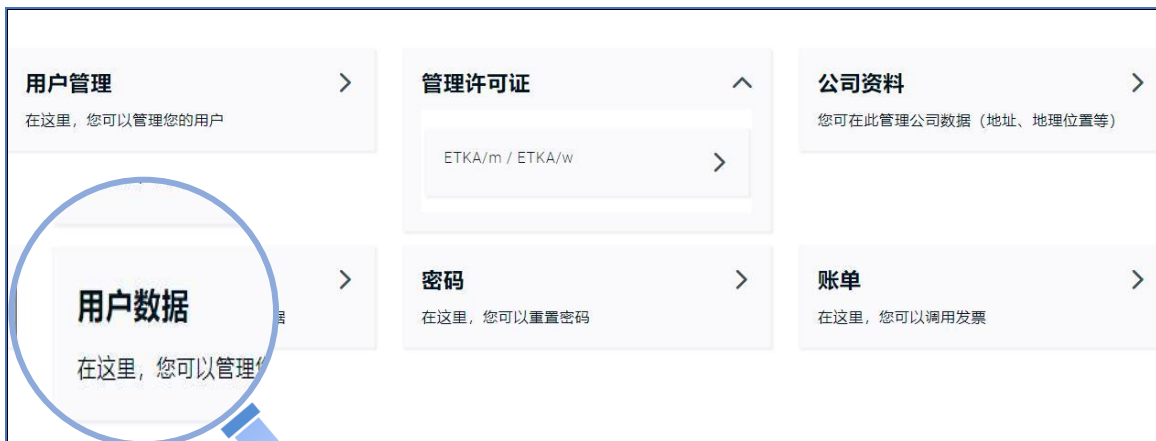 用户管理
在这里，您可以管理您的用户
管理许可证
ETKA/m / ETKA/w
公司资料
您可在此管理公司数据（地址、地理位置等）
用户数据
在这里，您可以管理
据
密码
在这里，您可以重置密码
账单
在这里，您可以调用发票